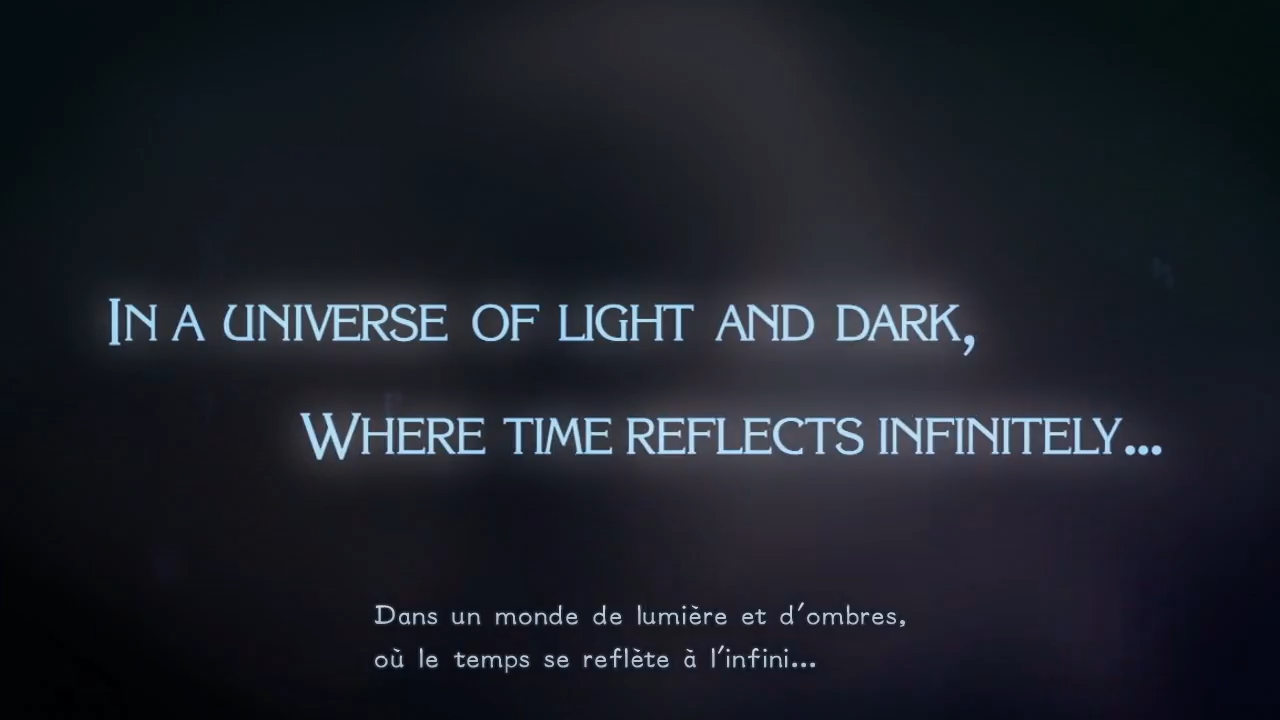 In a universe of light and dark,
Where time reflects infinitely...
Dans un monde de lumière et d'ombres,
où le temps se reflète à l'infini...